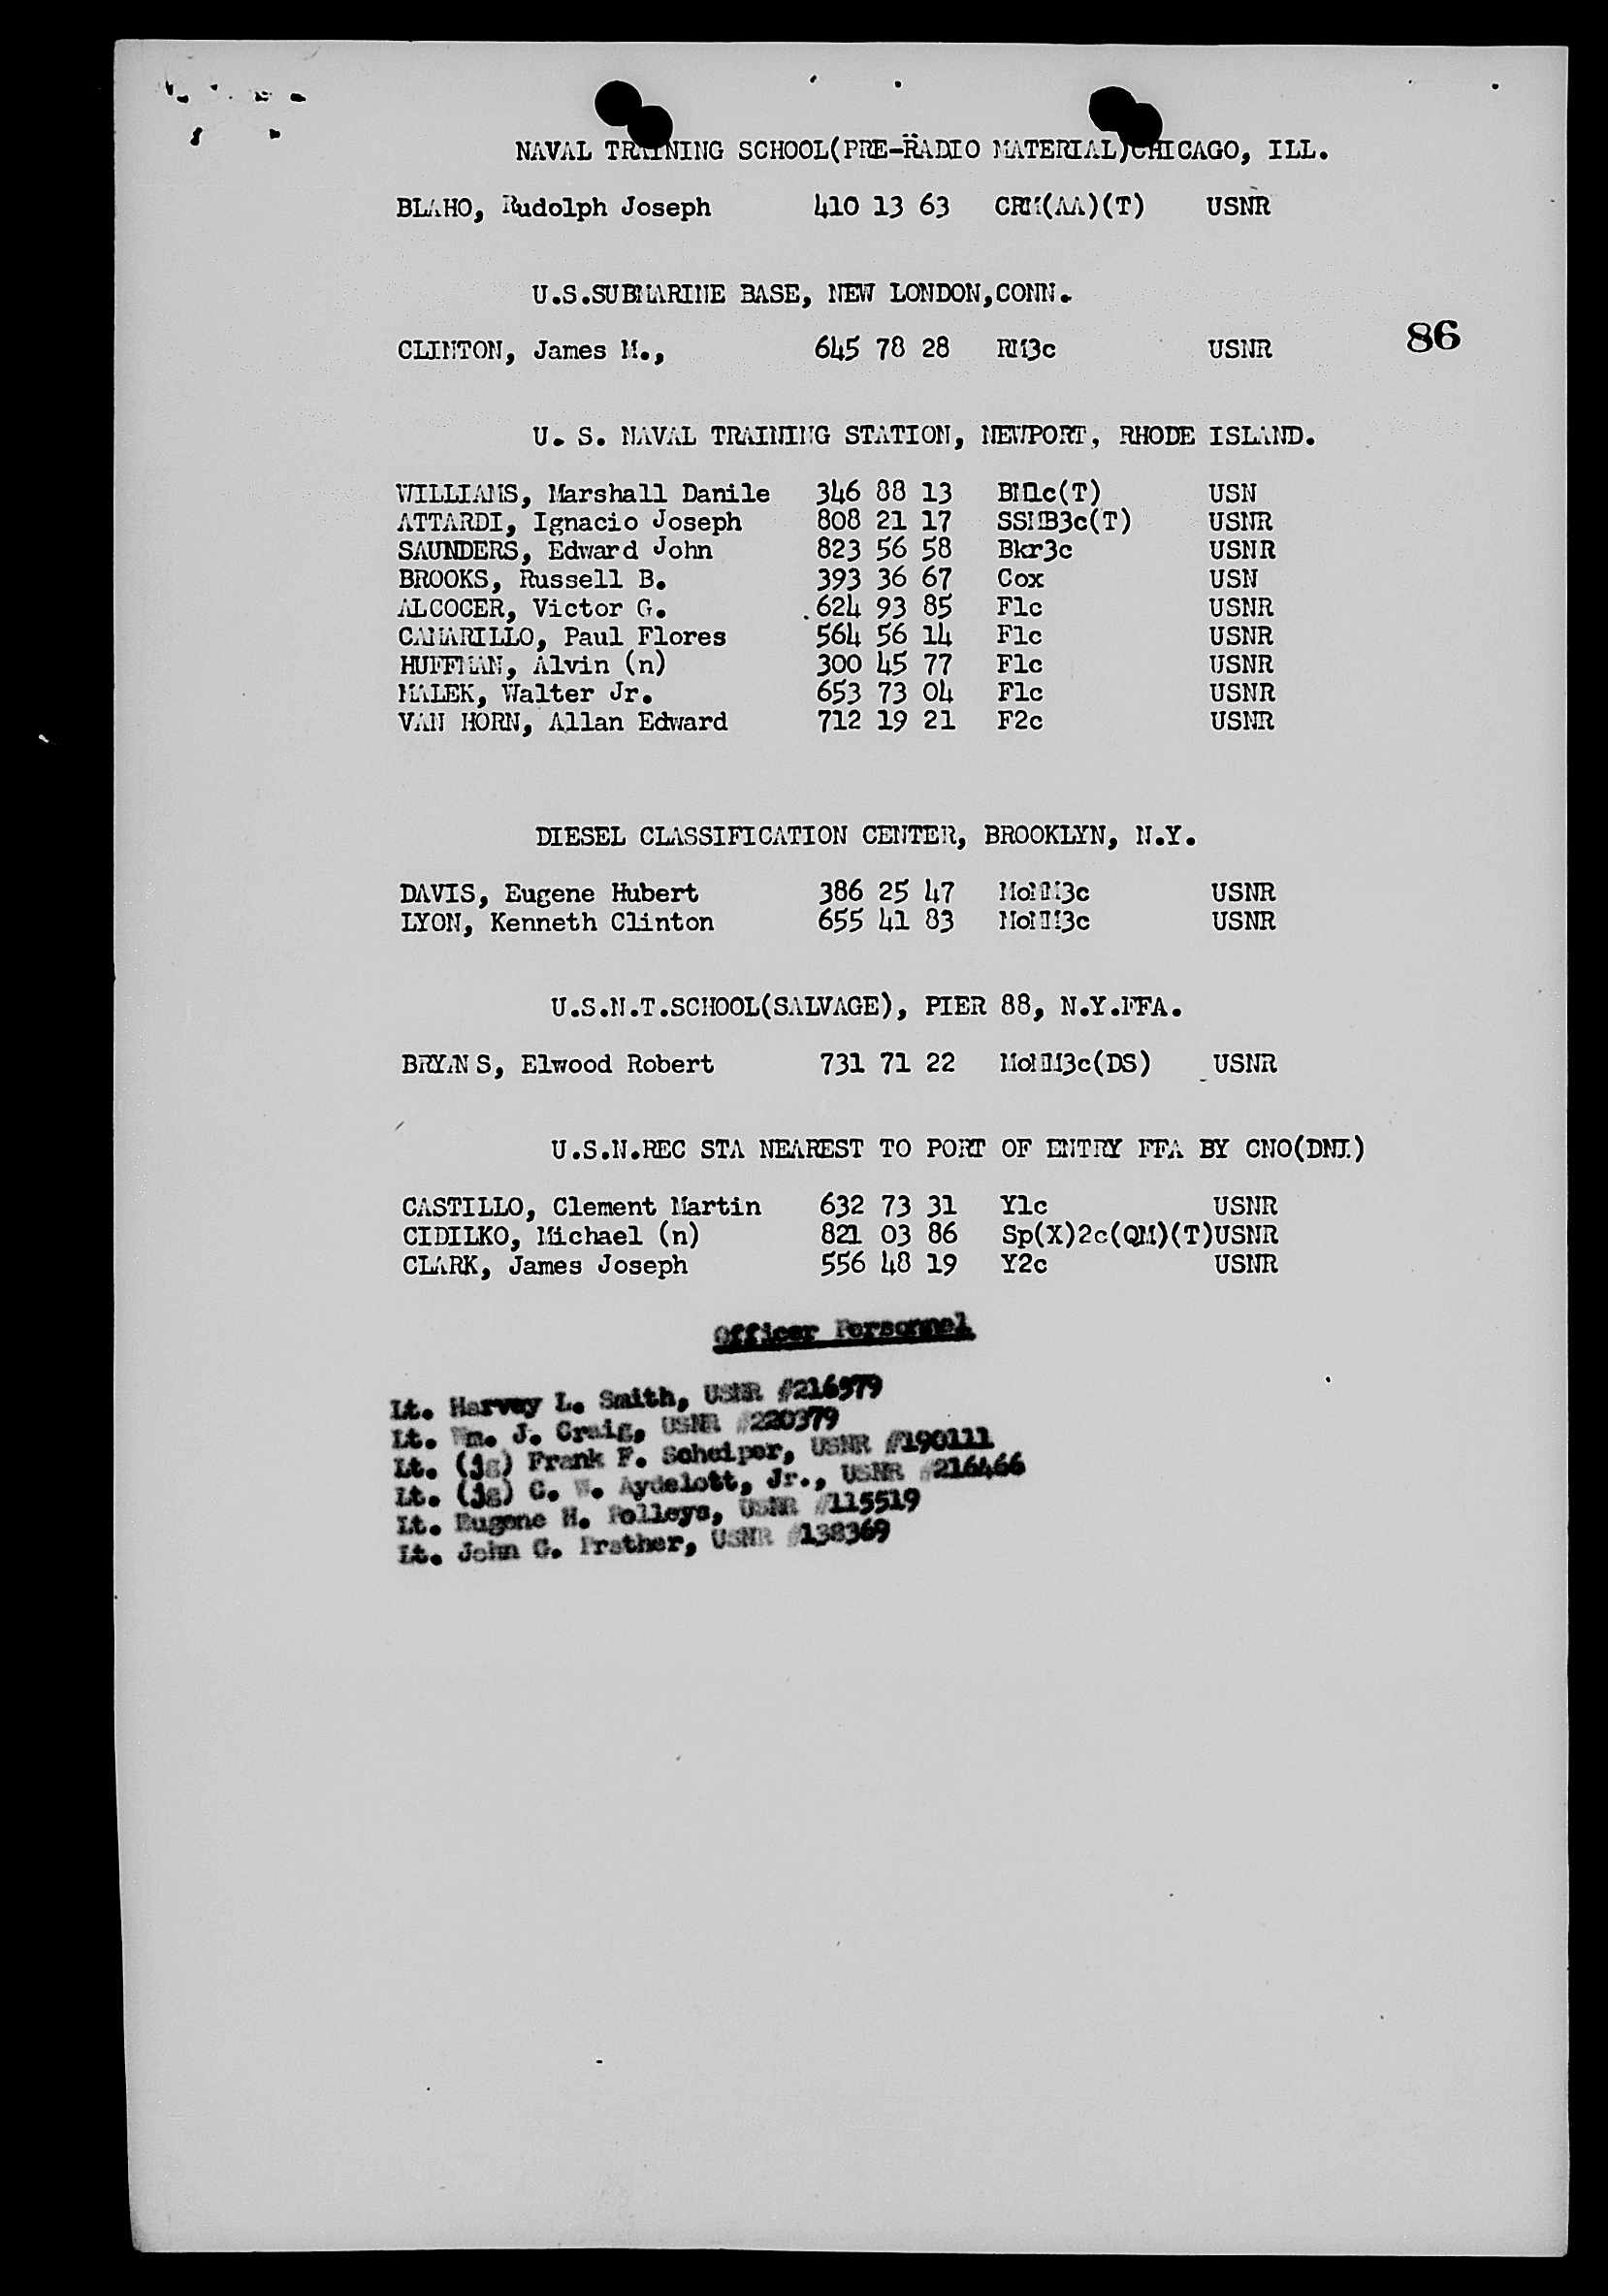 NAVAL TRAINING SCHOOL(PRE-RADIO MATERIAL)CHICAGO, ILL.
BLAHO, Rudolph Joseph 410 13 63 CRM(AA)(T) USNR
U.S.SUBMARINE BASE, NEW LONDON,CONN.
86
CLINTON, James M., 645 78 28 RM3c USNR
U. S. NAVAL TRAINING STATION, NEWPORT, RHODE ISLAND.
WILLIAMS, Marshall Danile 346 88 13 BM1c(T) USN
ATTARDI, Ignacio Joseph 808 21 17 SSMB3c(T) USNR
SAUNDERS, Edward John 823 56 58 Bkr3c USNR
BROOKS, Russell B. 393 36 67 Cox USN
ALCOCER, Victor G. 624 93 85 F1c USNR
CAMARILLO, Paul Flores 564 56 14 F1c USNR
HUFFMAN, Alvin (n) 300 45 77 F1c USNR
MALEK, Walter Jr. 653 73 04 F1c USNR
VAN HORN, Allan Edward 712 19 21 F2c USNR
DIESEL CLASSIFICATION CENTER, BROOKLYN, N.Y.
DAVIS, Eugene Hubert 386 25 47 MoMM3c USNR
LYON, Kenneth Clinton 655 41 83 MoMM3c USNR
U.S.N.T.SCHOOL(SALVAGE), PIER 88, N.Y.FFA.
BRYANS, Elwood Robert 731 71 22 MoMM3c(DS) USNR
U.S.N.REC STA NEAREST TO PORT OF ENTRY FFA BY CNO(DNI)
CASTILLO, Clement Martin 632 73 31 Y1c USNR
CIDILKO, Michael (n) 821 03 86 Sp(X)2c(QM)(T)USNR
CLARK, James Joseph 556 48 19 Y2c USNR
Officer Personnel
Lt. Harvey L. Smith, USNR #216979
Lt. Wm. J. Craig, USNR #220379
Lt. (jg) Frank F. Scheiper, USNR #190111
Lt. (jg) C. W. Aydelott, Jr., USNR #216466
Lt. Eugene H. Polleys, USNR #115519
Lt. John G. Prather, USNR #138369